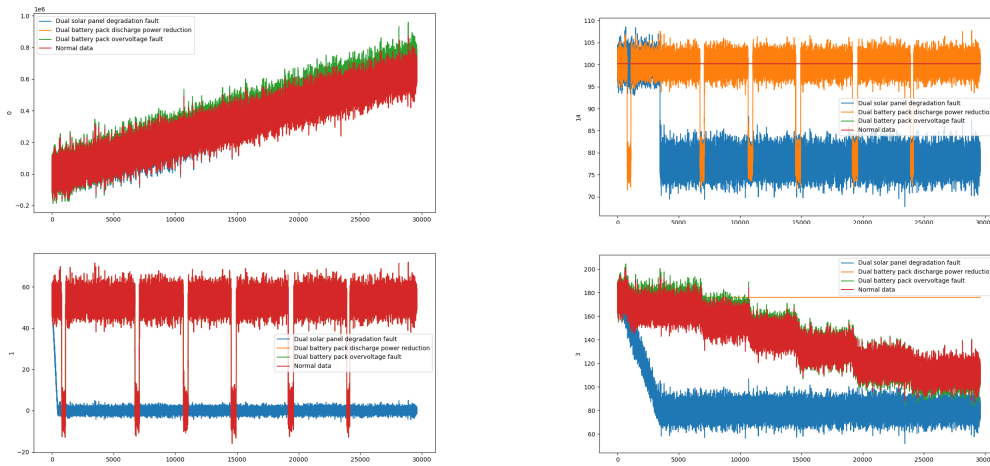 1e6
1.0
0.8
0.6
0.4
0.2
0.0
−0.2
0
0 5000 10000 15000 20000 25000 30000
Dual solar panel degradation fault
Dual battery pack discharge power reduction
Dual battery pack overvoltage fault
Normal data
110
105
100
95
90
85
80
75
70
14
0 5000 10000 15000 20000 25000 3000
Dual solar panel degradation fault
Dual battery pack discharge power reductio
Dual battery pack overvoltage fault
Normal data
60
40
20
0
−20
1
0 5000 10000 15000 20000 25000 30000
Dual solar panel degradation fault
Dual battery pack discharge power reduction
Dual battery pack overvoltage fault
Normal data
200
180
160
140
120
100
80
60
3
0 5000 10000 15000 20000 25000 3000
Dual solar panel degradation fault
Dual battery pack discharge power reductio
Dual battery pack overvoltage fault
Normal data